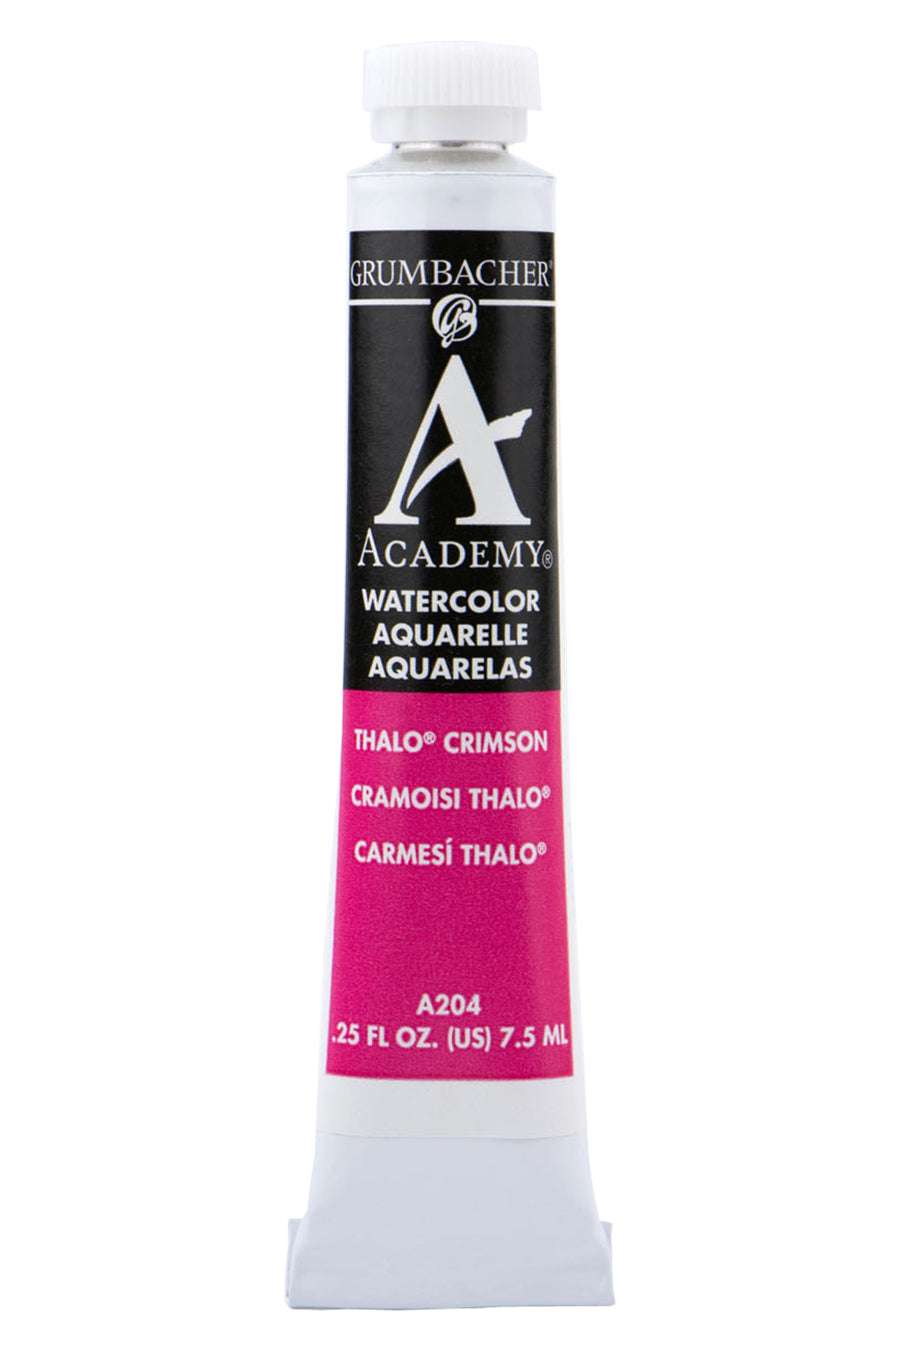 GRUMBACHER®
GB
A
ACADEMY®
WATERCOLOR
AQUARELLE
AQUARELAS
THALO® CRIMSON
CRAMOISI THALO®
CARMESÍ THALO®
A204
.25 FL OZ. (US) 7.5 ML